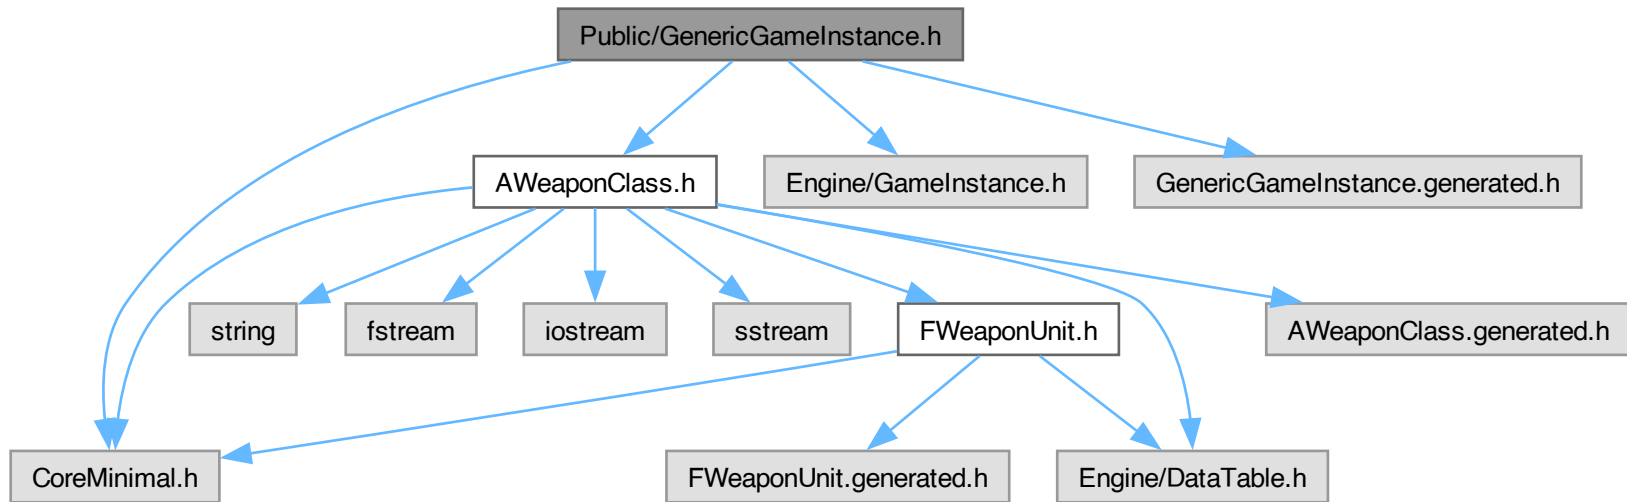 Public/GenericGameInstance.h
AWeaponClass.h
Engine/GameInstance.h
GenericGameInstance.generated.h
string
fstream
iostream
sstream
FWeaponUnit.h
AWeaponClass.generated.h
CoreMinimal.h
FWeaponUnit.generated.h
Engine/DataTable.h